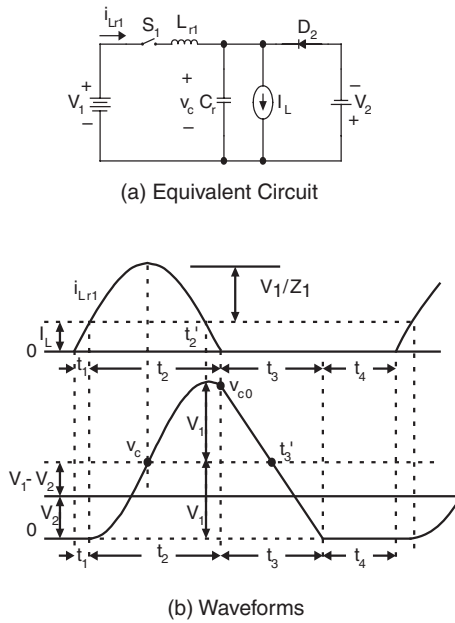 i_Lr1
S_1
L_r1
D_2
V_1
+
−
+
v_c
−
C_r
I_L
−
V_2
+
(a) Equivalent Circuit
i_Lr1
V_1/Z_1
I_L
0
t_2'
t_1
t_2
t_3
t_4
v_c0
v_c
V_1
t_3'
V_1 - V_2
V_2
V_1
0
t_1
t_2
t_3
t_4
(b) Waveforms